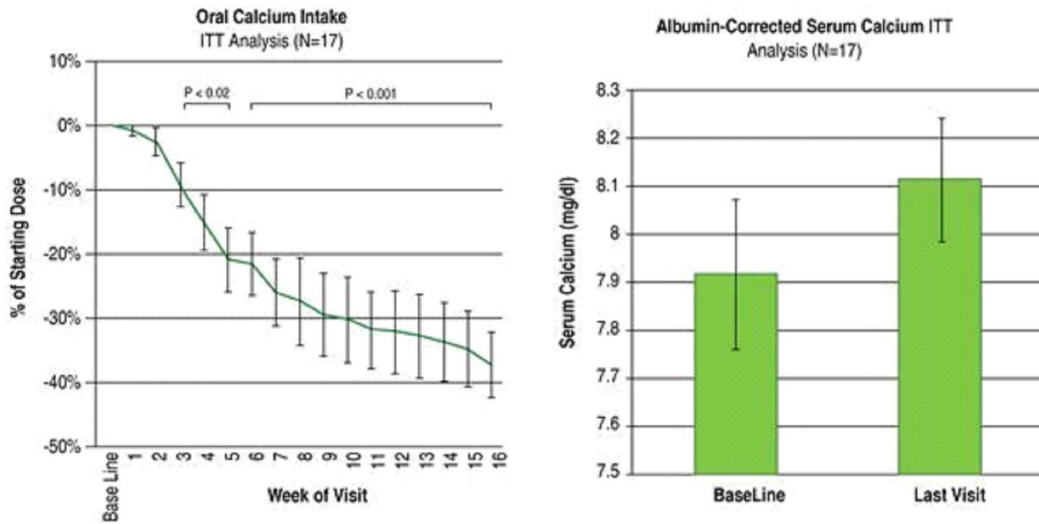 Oral Calcium Intake
ITT Analysis (N=17)
10%
0%
-10%
-20%
-30%
-40%
-50%
% of Starting Dose
P < 0.02
P < 0.001
Base Line
1
2
3
4
5
6
7
8
9
10
11
12
13
14
15
16
Week of Visit
Albumin-Corrected Serum Calcium ITT
Analysis (N=17)
8.3
8.2
8.1
8
7.9
7.8
7.7
7.6
7.5
Serum Calcium (mg/dl)
BaseLine
Last Visit